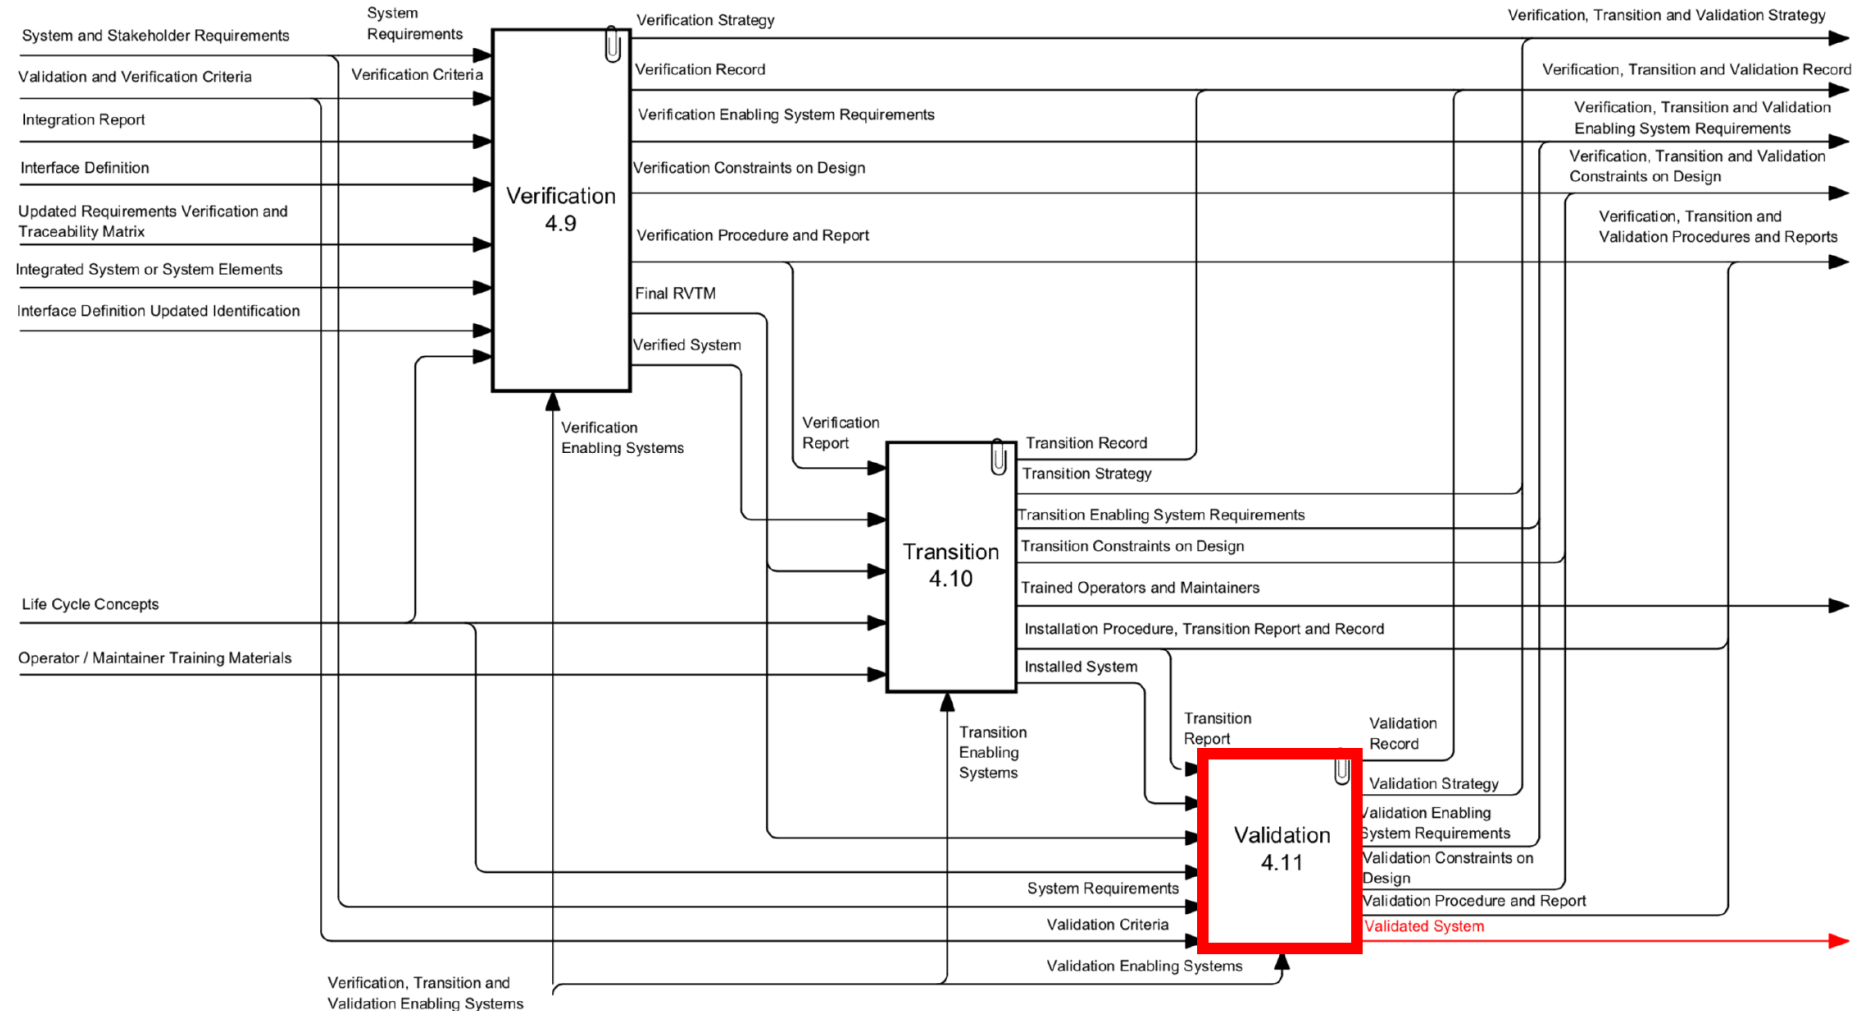 System and Stakeholder Requirements
Validation and Verification Criteria
Integration Report
Interface Definition
Updated Requirements Verification and
Traceability Matrix
Integrated System or System Elements
Interface Definition Updated Identification
System
Requirements
Verification Criteria
Verification
4.9
Verification Strategy
Verification Record
Verification Enabling System Requirements
Verification Constraints on Design
Verification Procedure and Report
Final RVTM
Verified System
Verification, Transition and Validation Strategy
Verification, Transition and Validation Record
Verification, Transition and Validation
Enabling System Requirements
Verification, Transition and Validation
Constraints on Design
Verification, Transition and
Validation Procedures and Reports
Verification
Enabling Systems
Verification
Report
Life Cycle Concepts
Operator / Maintainer Training Materials
Transition
4.10
Transition Record
Transition Strategy
Transition Enabling System Requirements
Transition Constraints on Design
Trained Operators and Maintainers
Installation Procedure, Transition Report and Record
Installed System
Transition
Enabling
Systems
Transition
Report
Validation
Record
Validation
4.11
Validation Strategy
Validation Enabling
System Requirements
Validation Constraints on
Design
Validation Procedure and Report
Validated System
System Requirements
Validation Criteria
Validation Enabling Systems
Verification, Transition and
Validation Enabling Systems